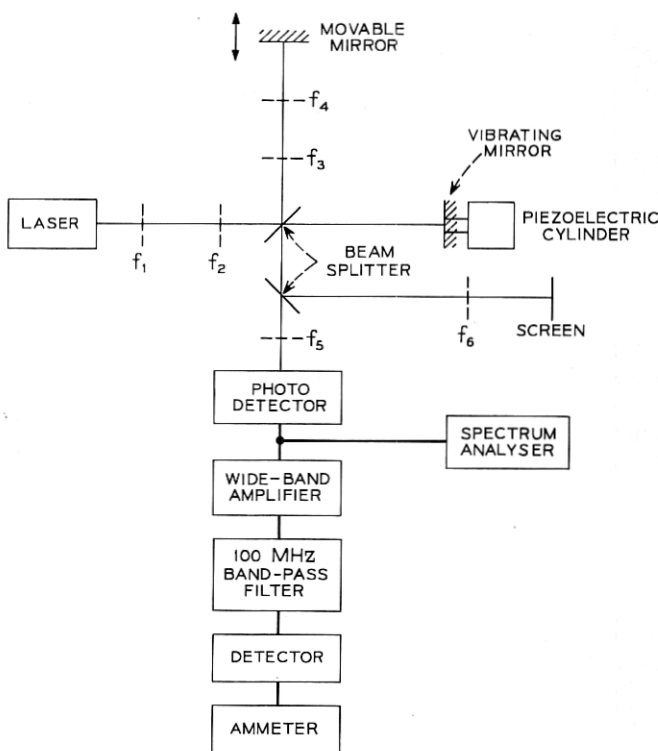 MOVABLE
MIRROR
f4
f3
VIBRATING
MIRROR
LASER
PIEZOELECTRIC
CYLINDER
f1
f2
BEAM
SPLITTER
f6
SCREEN
f5
PHOTO
DETECTOR
SPECTRUM
ANALYSER
WIDE-BAND
AMPLIFIER
100 MHz
BAND-PASS
FILTER
DETECTOR
AMMETER